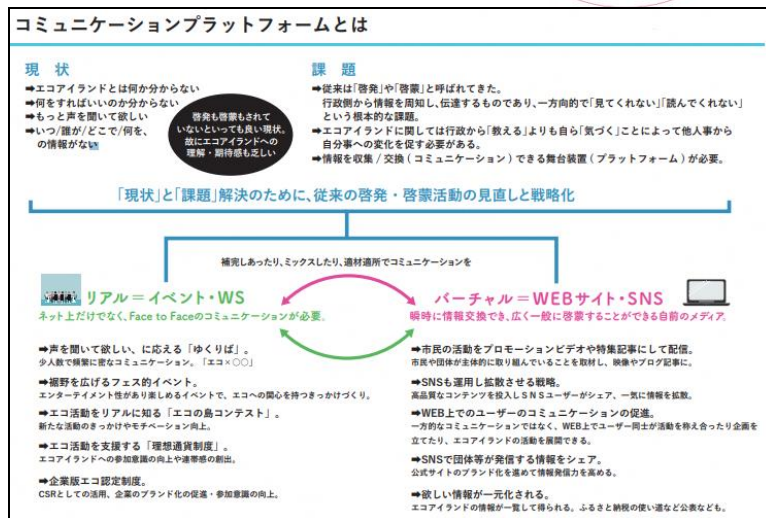 コミュニケーションプラットフォームとは
現 状
➡エコアイランドとは何か分からない
➡何をすればいいのか分からない
➡もっと声を聞いて欲しい
➡いつ/誰が/どこで/何を、
の情報がない
啓発も啓蒙もされて
いないといっても良い現状。
故にエコアイランドへの
理解・期待感も乏しい
課 題
➡従来は「啓発」や「啓蒙」と呼ばれてきた。
行政側から情報を周知し、伝達するものであり、一方向的で「見てくれない」「読んでくれない」
という根本的な課題。
➡エコアイランドに関しては行政から「教える」よりも自ら「気づく」ことによって他人事から
自分事への変化を促す必要がある。
➡情報を収集 / 交換 ( コミュニケーション ) できる舞台装置 ( プラットフォーム ) が必要。
「現状」と「課題」解決のために、従来の啓発・啓蒙活動の見直しと戦略化
補完しあったり、ミックスしたり、適材適所でコミュニケーションを
リアル＝イベント・WS
ネット上だけでなく、Face to Faceのコミュニケーションが必要。
➡声を聞いて欲しい、に応える「ゆくりば」。
少人数で頻繁に密なコミュニケーション。「エコ×○○」
➡裾野を広げるフェス的イベント。
エンターテイメント性があり楽しめるイベントで、エコへの関心を持つきっかけづくり。
➡エコ活動をリアルに知る「エコの島コンテスト」。
新たな活動のきっかけやモチベーション向上。
➡エコ活動を支援する「理想通貨制度」。
エコアイランドへの参加意識の向上や連帯感の創出。
➡企業版エコ認定制度。
CSRとしての活用、企業のブランド化の促進・参加意識の向上。
バーチャル＝WEBサイト・SNS
瞬時に情報交換でき、広く一般に啓蒙することができる自前のメディア。
➡市民の活動をプロモーションビデオや特集記事にして配信。
市民や団体が主体的に取り組んでいることを取材し、映像やブログ記事に。
➡SNSも運用し拡散させる戦略。
高品質なコンテンツを投入しSNSユーザーがシェア、一気に情報を拡散。
➡WEB上でのユーザーのコミュニケーションの促進。
一方的なコミュニケーションではなく、WEB上でユーザー同士が活動を称え合ったり企画を
立てたり、エコアイランドの活動を展開できる。
➡SNSで団体等が発信する情報をシェア。
公式サイトのブランド化を進めて情報発信力を高める。
➡欲しい情報が一元化される。
エコアイランドの情報が一覧して得られる。ふるさと納税の使い道など公表なども。